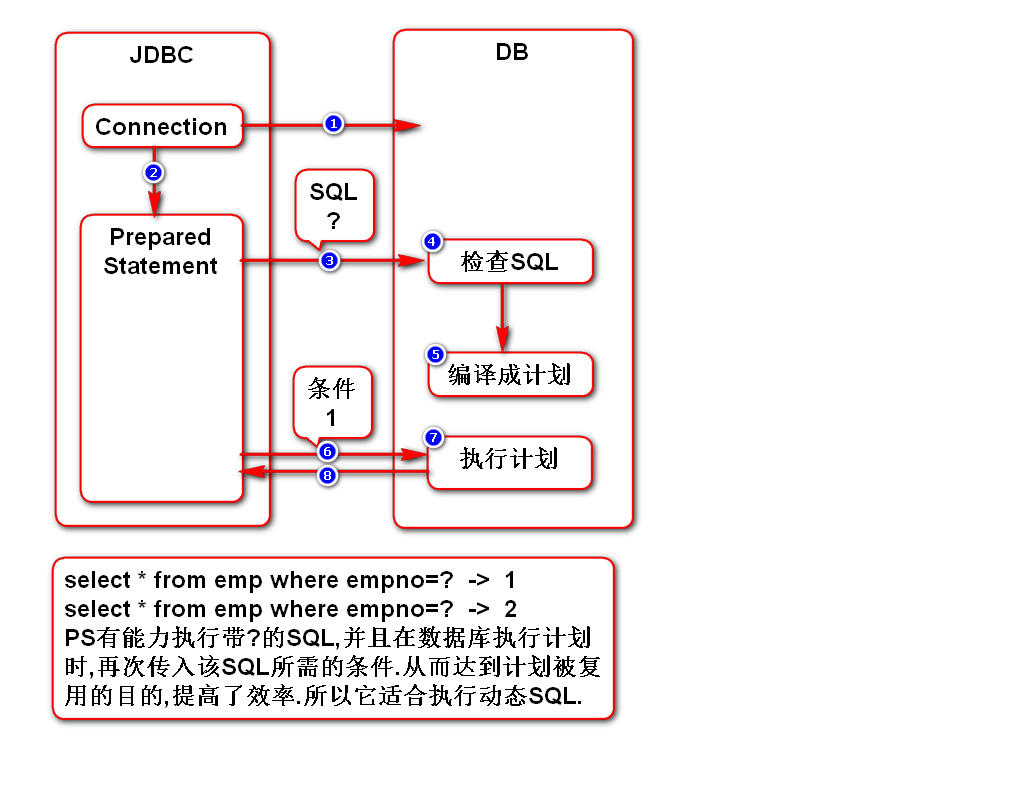 JDBC
DB
Connection
1
2
SQL
?
Prepared
Statement
3
4
检查SQL
5
编译成计划
条件
1
6
7
执行计划
8
select * from emp where empno=? -> 1
select * from emp where empno=? -> 2
PS有能力执行带?的SQL,并且在数据库执行计划
时,再次传入该SQL所需的条件.从而达到计划被复
用的目的,提高了效率.所以它适合执行动态SQL.